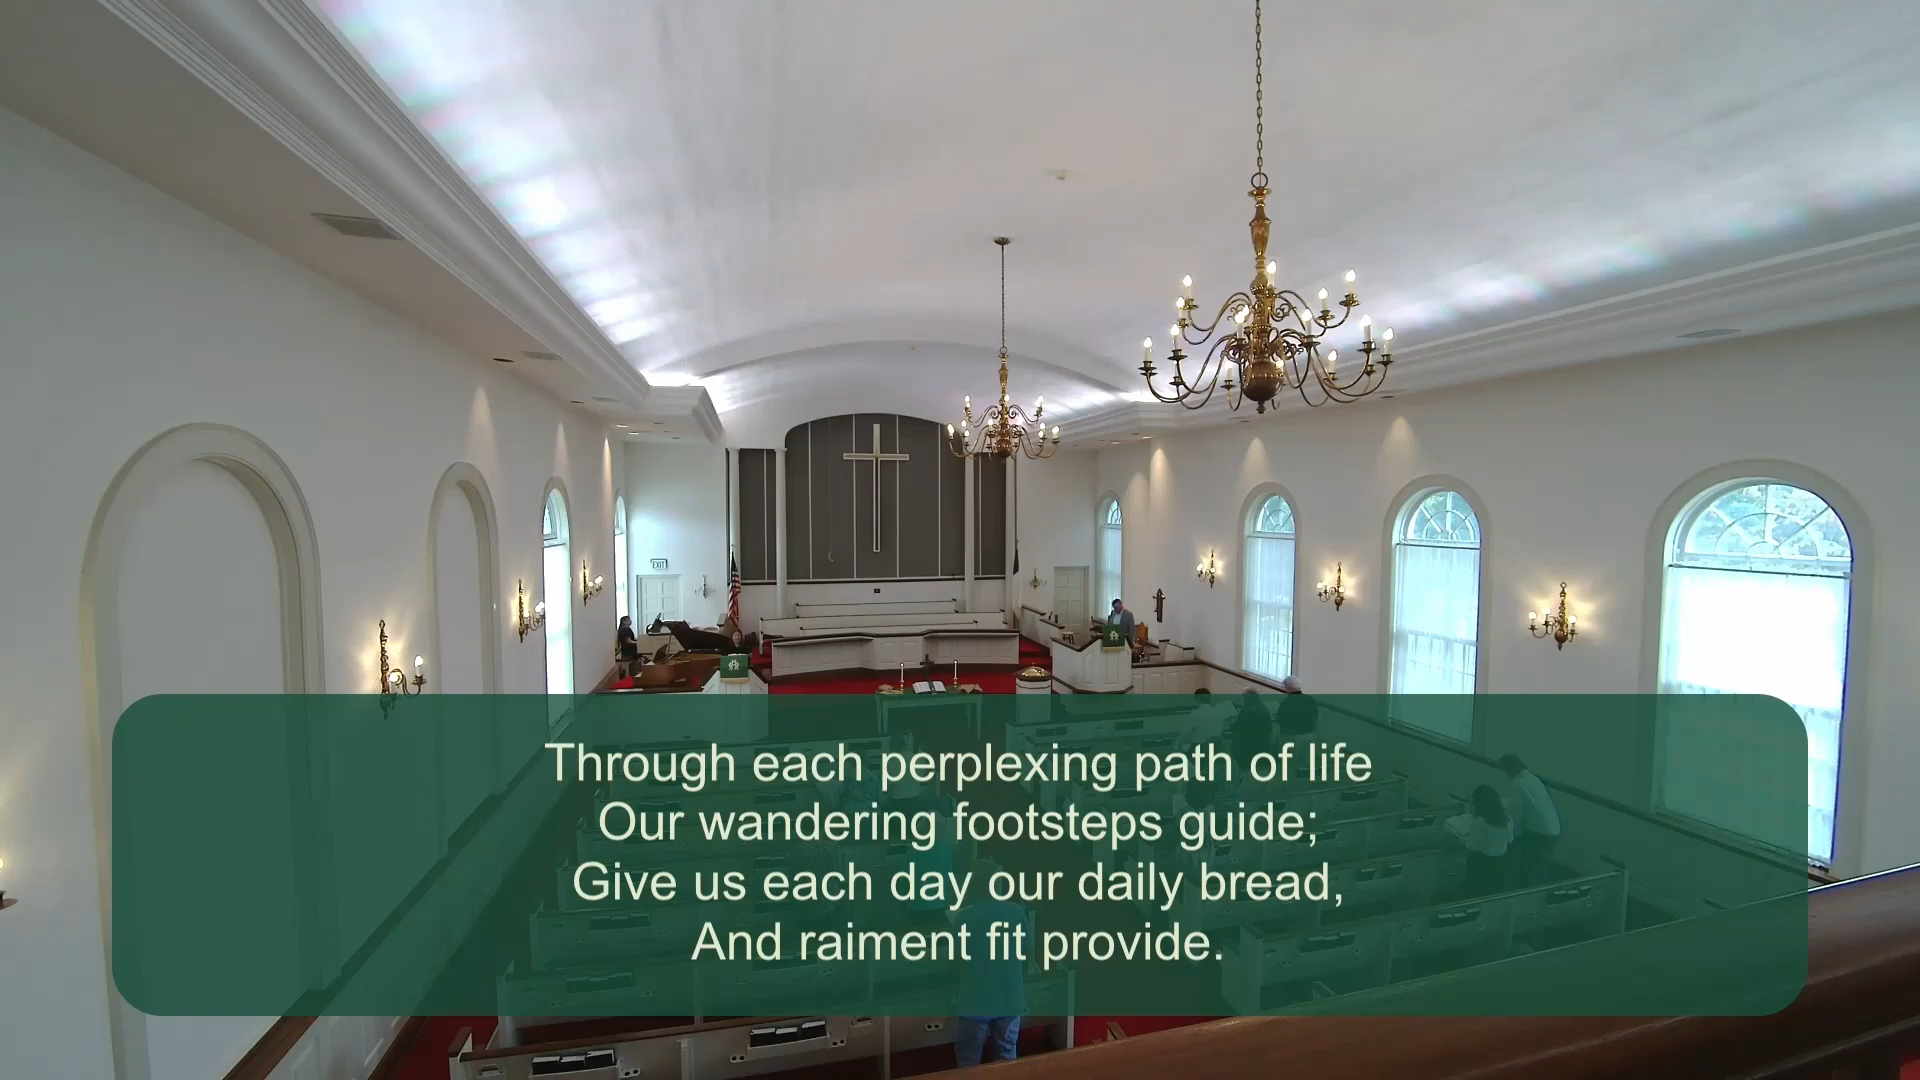 EXIT
Through each perplexing path of life
Our wandering footsteps guide;
Give us each day our daily bread,
And raiment fit provide.